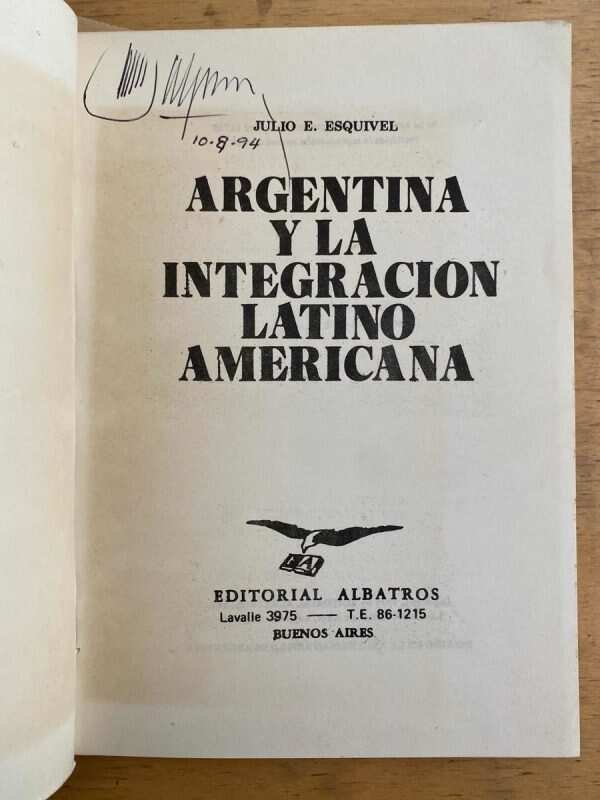 10-8-94
JULIO E. ESQUIVEL
ARGENTINA
Y LA
INTEGRACION
LATINO
AMERICANA
EDITORIAL ALBATROS
Lavalle 3975 —— T.E. 86-1215
BUENOS AIRES